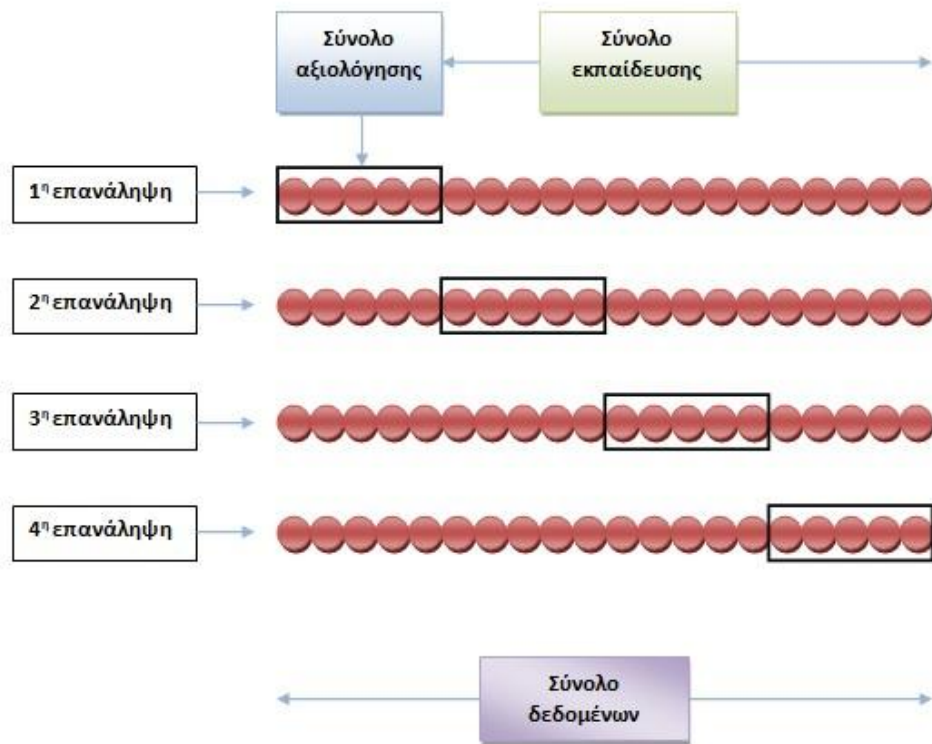 Σύνολο
αξιολόγησης
Σύνολο
εκπαίδευσης
1η επανάληψη
2η επανάληψη
3η επανάληψη
4η επανάληψη
Σύνολο
δεδομένων